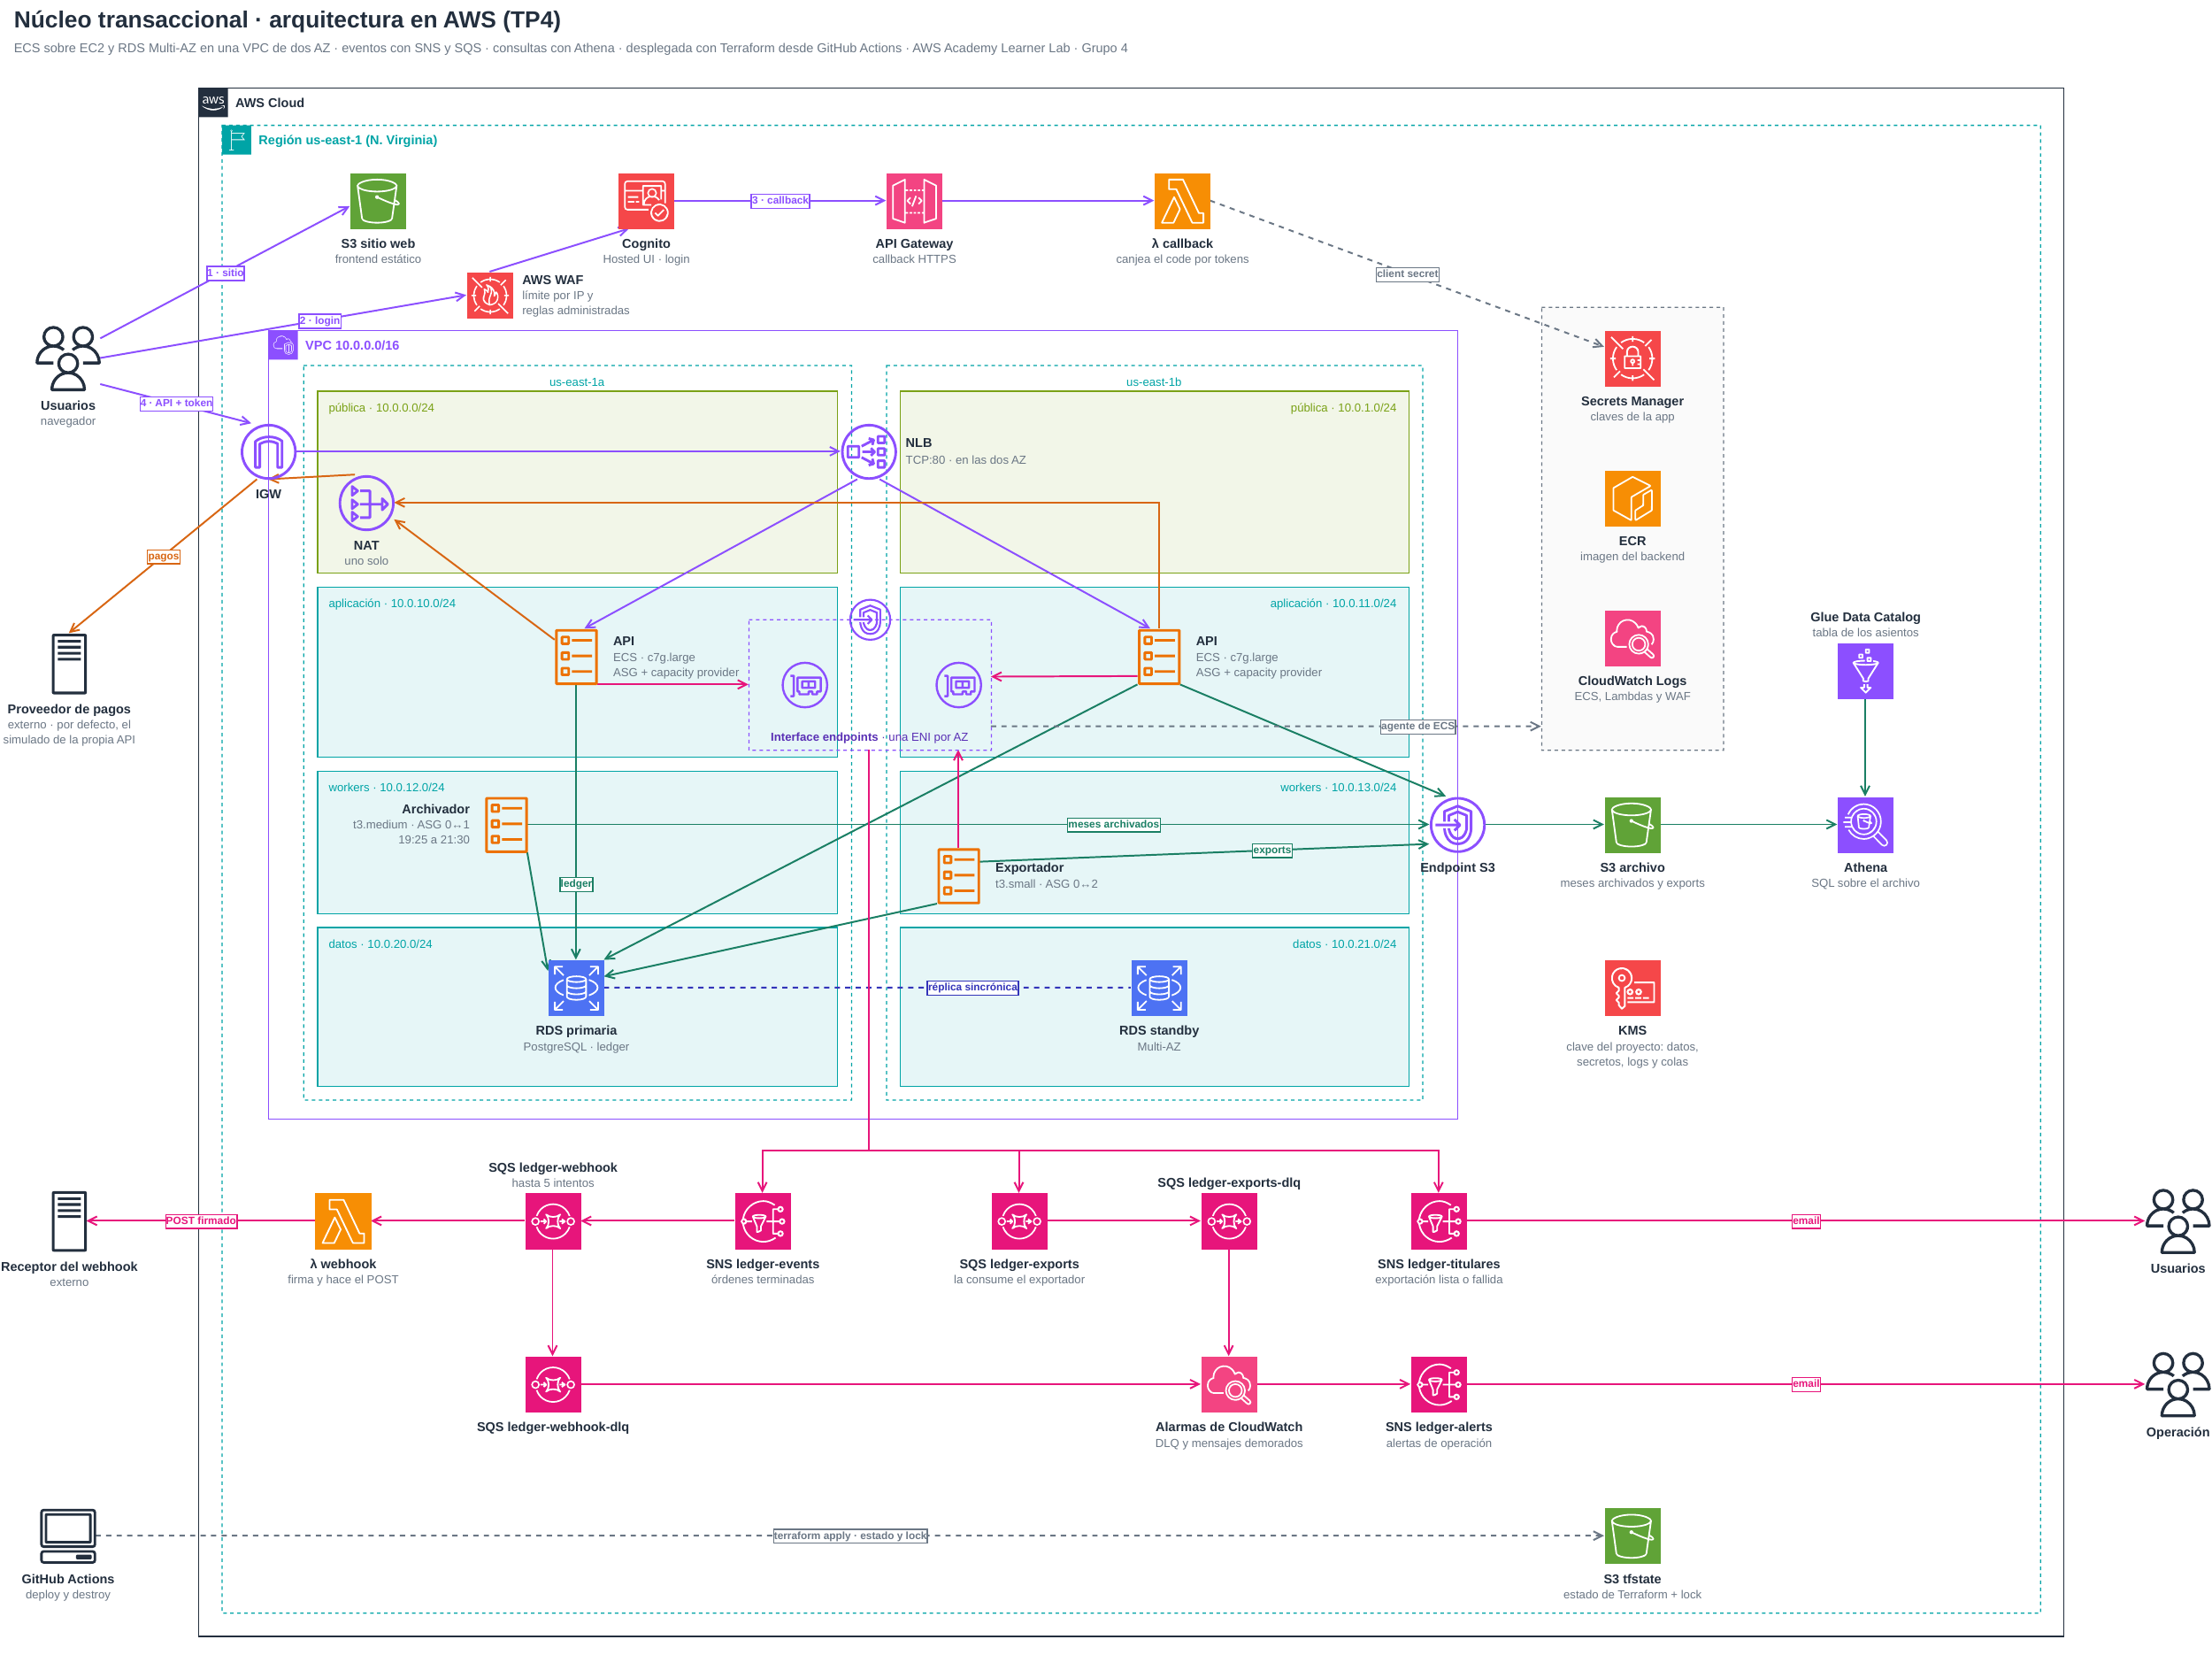 Núcleo transaccional · arquitectura en AWS (TP4)
ECS sobre EC2 y RDS Multi-AZ en una VPC de dos AZ · eventos con SNS y SQS · consultas con Athena · desplegada con Terraform desde GitHub Actions · AWS Academy Learner Lab · Grupo 4
aws
AWS Cloud
Región us-east-1 (N. Virginia)
S3 sitio web
frontend estático
Cognito
Hosted UI · login
3 · callback
API Gateway
callback HTTPS
λ callback
canjea el code por tokens
client secret
1 · sitio
AWS WAF
límite por IP y
reglas administradas
2 · login
Usuarios
navegador
4 · API + token
VPC 10.0.0.0/16
us-east-1a
us-east-1b
pública · 10.0.0.0/24
pública · 10.0.1.0/24
IGW
NLB
TCP:80 · en las dos AZ
NAT
uno solo
pagos
Proveedor de pagos
externo · por defecto, el
simulado de la propia API
Secrets Manager
claves de la app
ECR
imagen del backend
CloudWatch Logs
ECS, Lambdas y WAF
aplicación · 10.0.10.0/24
aplicación · 10.0.11.0/24
API
ECS · c7g.large
ASG + capacity provider
API
ECS · c7g.large
ASG + capacity provider
Interface endpoints · una ENI por AZ
agente de ECS
Glue Data Catalog
tabla de los asientos
workers · 10.0.12.0/24
workers · 10.0.13.0/24
Archivador
t3.medium · ASG 0↔1
19:25 a 21:30
meses archivados
exports
Exportador
t3.small · ASG 0↔2
ledger
Endpoint S3
S3 archivo
meses archivados y exports
Athena
SQL sobre el archivo
datos · 10.0.20.0/24
datos · 10.0.21.0/24
RDS primaria
PostgreSQL · ledger
réplica sincrónica
RDS standby
Multi-AZ
KMS
clave del proyecto: datos,
secretos, logs y colas
SQS ledger-webhook
hasta 5 intentos
SQS ledger-exports-dlq
POST firmado
Receptor del webhook
externo
λ webhook
firma y hace el POST
SNS ledger-events
órdenes terminadas
SQS ledger-exports
la consume el exportador
SNS ledger-titulares
exportación lista o fallida
email
Usuarios
SQS ledger-webhook-dlq
Alarmas de CloudWatch
DLQ y mensajes demorados
SNS ledger-alerts
alertas de operación
email
Operación
GitHub Actions
deploy y destroy
terraform apply · estado y lock
S3 tfstate
estado de Terraform + lock